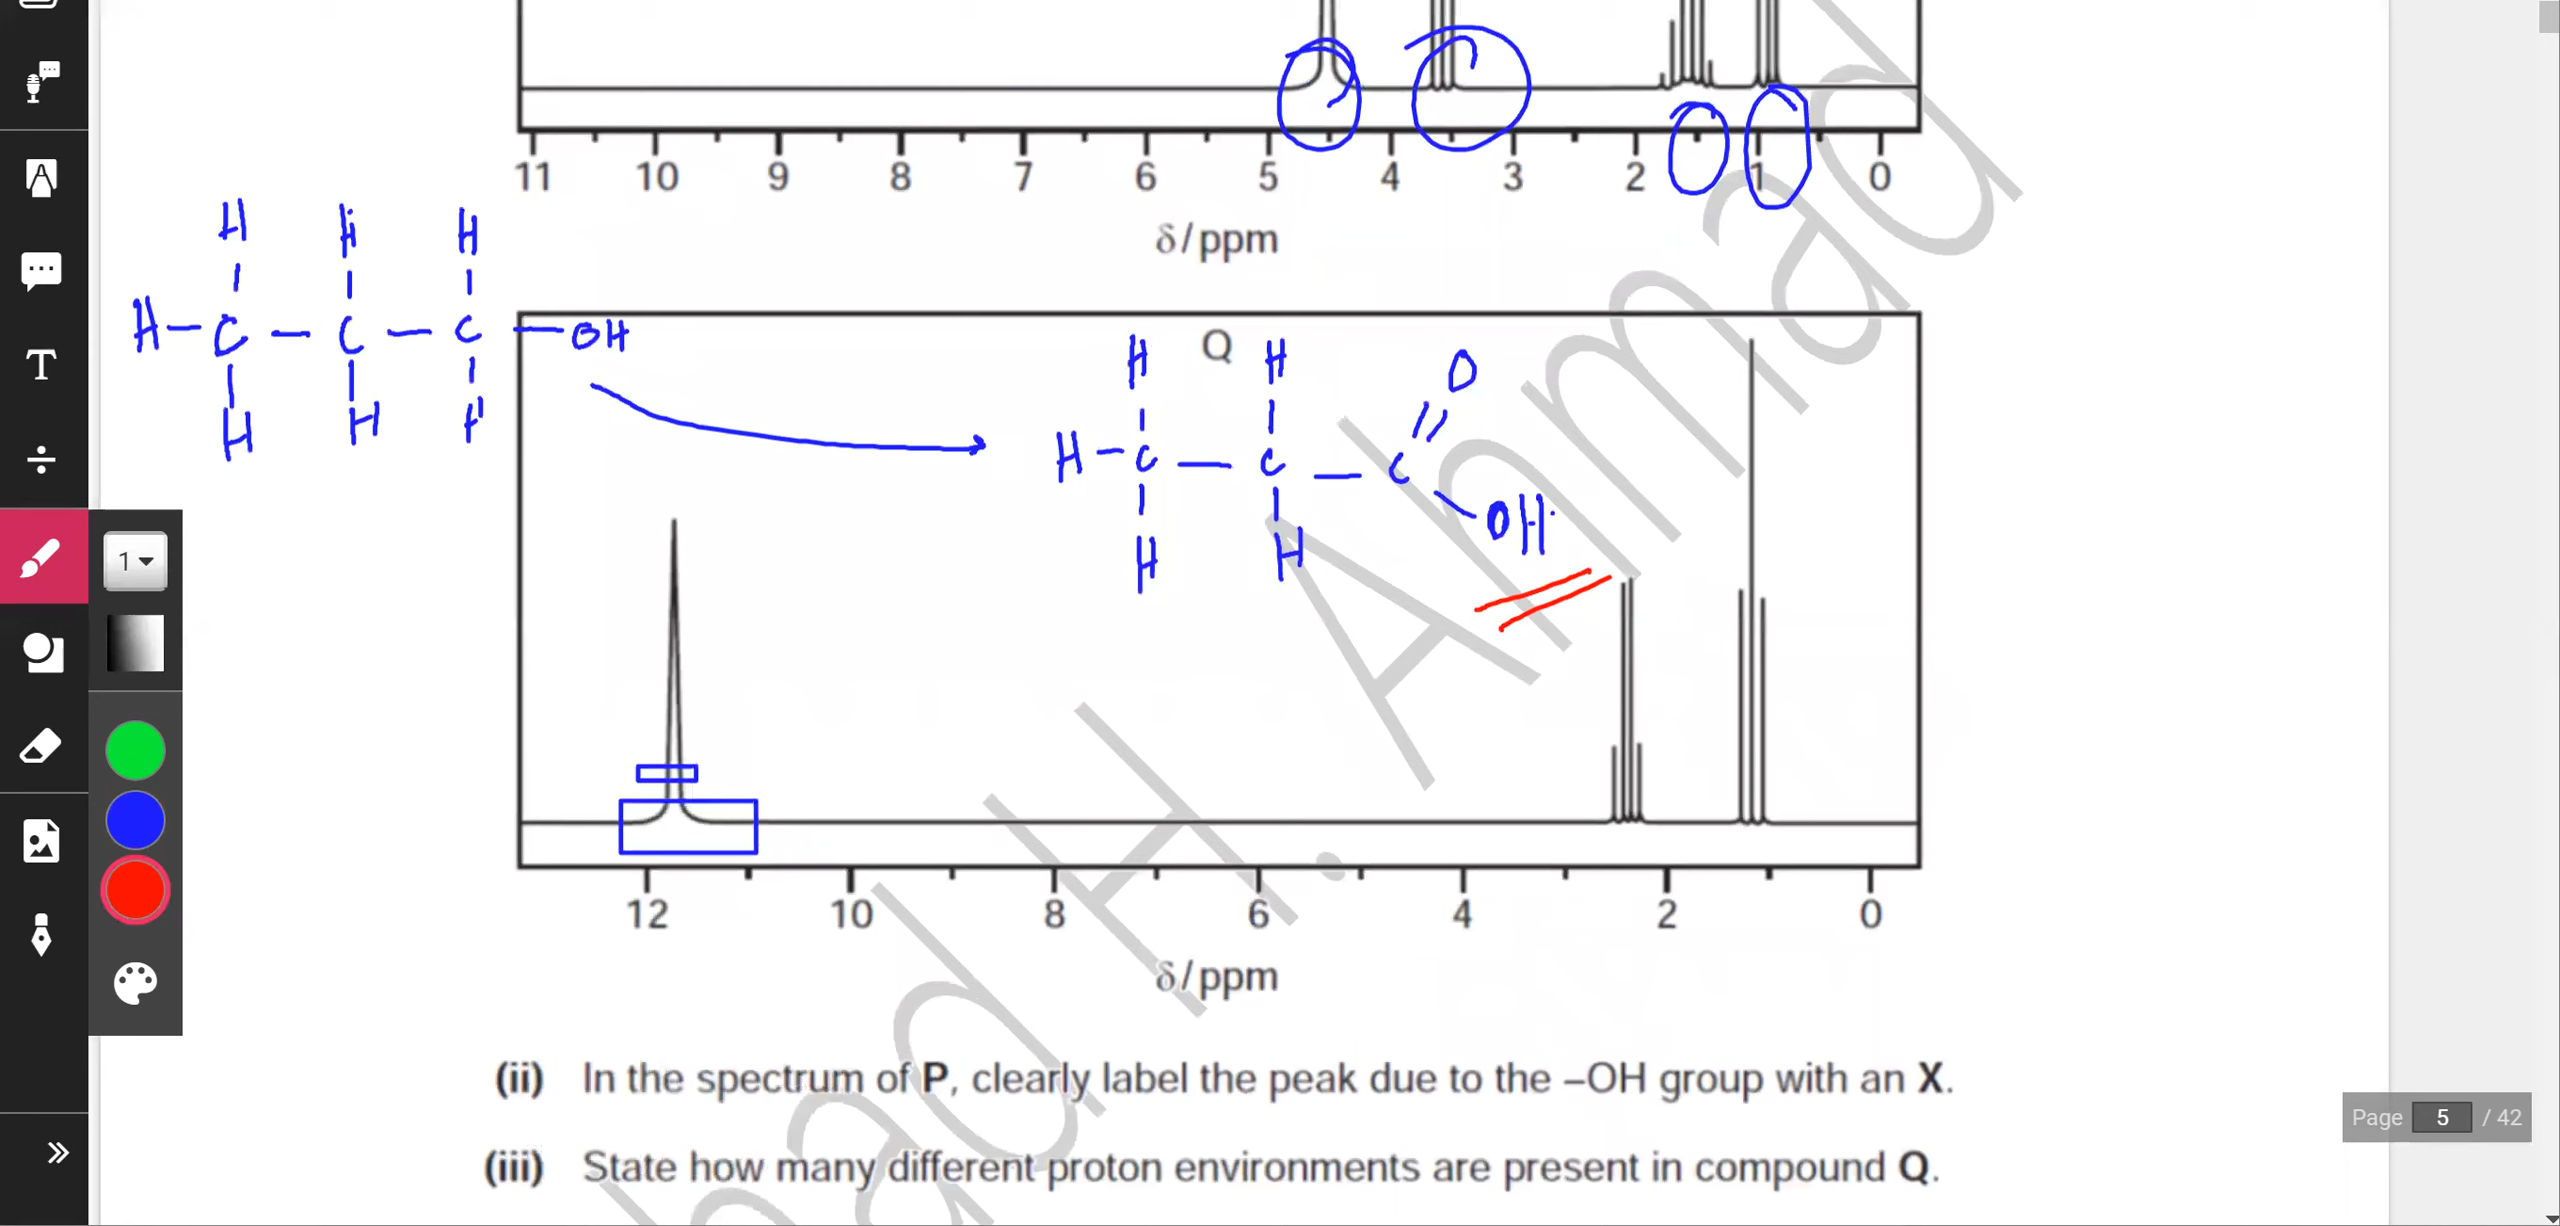 11 10 9 8 7 6 5 4 3 2 1 0
δ/ppm
H H H
H-C-C-C-OH
H H H
Q
H H O
H-C-C-C
OH
H H
12 10 8 6 4 2 0
δ/ppm
(ii) In the spectrum of P, clearly label the peak due to the –OH group with an X.
(iii) State how many different proton environments are present in compound Q.
Page 5 / 42
1
T
H. Ahmad